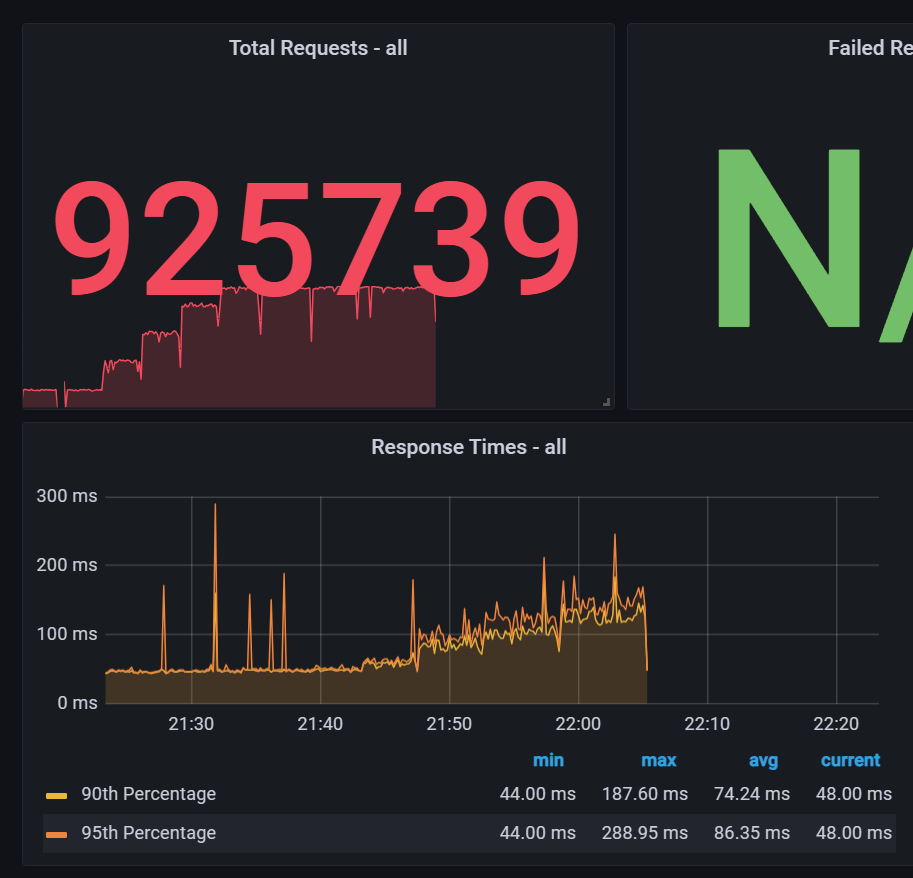 Total Requests - all
Failed Re
925739
N/
Response Times - all
300 ms
200 ms
100 ms
0 ms
21:30 21:40 21:50 22:00 22:10 22:20
min max avg current
90th Percentage 44.00 ms 187.60 ms 74.24 ms 48.00 ms
95th Percentage 44.00 ms 288.95 ms 86.35 ms 48.00 ms